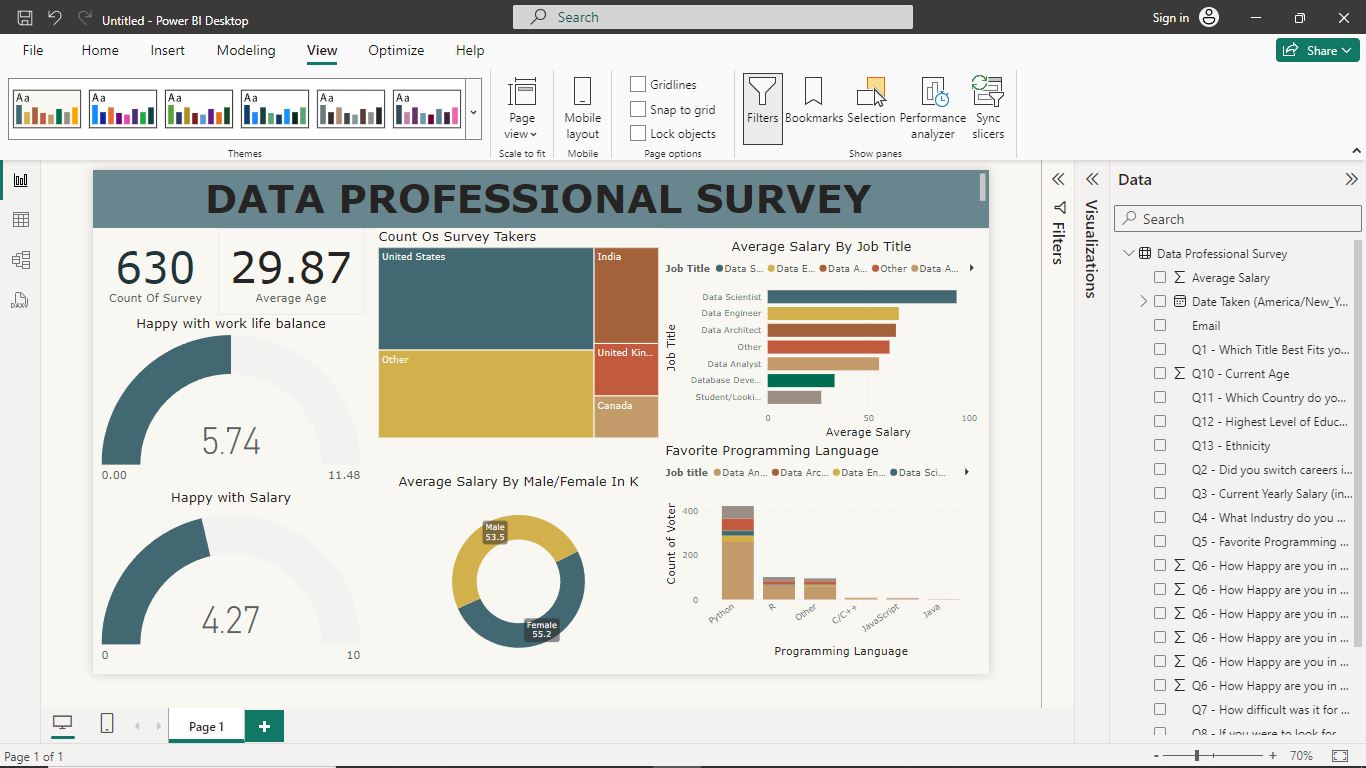 Untitled - Power BI Desktop
Search
Sign in
File
Home
Insert
Modeling
View
Optimize
Help
Share
Aa
Aa
Aa
Aa
Aa
Aa
Themes
Page
view
Scale to fit
Mobile
layout
Mobile
Gridlines
Snap to grid
Lock objects
Page options
Filters
Bookmarks
Selection
Performance
analyzer
Sync
slicers
Show panes
DATA PROFESSIONAL SURVEY
630
Count Of Survey
29.87
Average Age
Happy with work life balance
5.74
0.00
11.48
Happy with Salary
4.27
0
10
Count Os Survey Takers
United States
Other
India
United Kin...
Canada
Average Salary By Male/Female In K
Male
53.5
Female
55.2
Average Salary By Job Title
Job Title
Data S...
Data E...
Data A...
Other
Data A...
Job Title
Data Scientist
Data Engineer
Data Architect
Other
Data Analyst
Database Deve...
Student/Looki...
0
50
100
Average Salary
Favorite Programming Language
Job title
Data An...
Data Arc...
Data En...
Data Sci...
Count of Voter
400
200
0
Python
R
Other
C/C++
JavaScript
Java
Programming Language
Filters
Visualizations
Data
Search
Data Professional Survey
Average Salary
Date Taken (America/New_Y...
Email
Q1 - Which Title Best Fits yo...
Q10 - Current Age
Q11 - Which Country do yo...
Q12 - Highest Level of Educ...
Q13 - Ethnicity
Q2 - Did you switch careers i...
Q3 - Current Yearly Salary (in...
Q4 - What Industry do you ...
Q5 - Favorite Programming ...
Q6 - How Happy are you in ...
Q6 - How Happy are you in ...
Q6 - How Happy are you in ...
Q6 - How Happy are you in ...
Q6 - How Happy are you in ...
Q6 - How Happy are you in ...
Q7 - How difficult was it for ...
Q8 - If you were to look for
DAX
Page 1
Page 1 of 1
70%